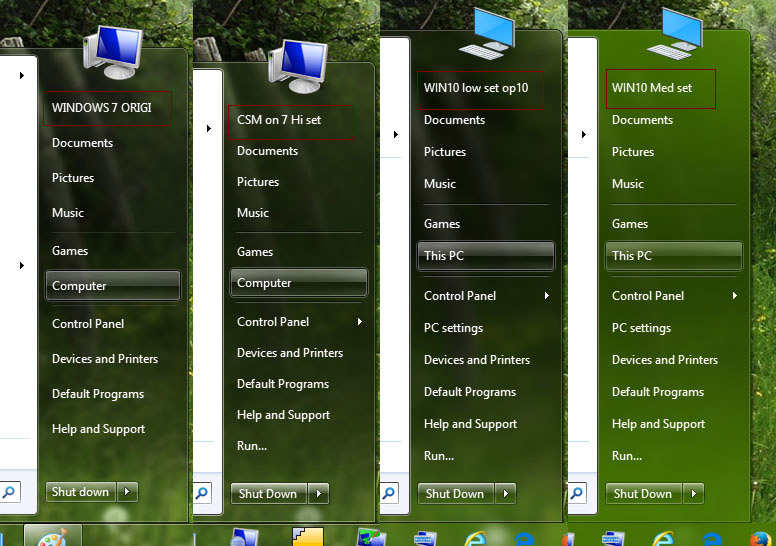 WINDOWS 7 ORIGI
Documents
Pictures
Music
Games
Computer
Control Panel
Devices and Printers
Default Programs
Help and Support
Shut down
CSM on 7 Hi set
Documents
Pictures
Music
Games
Computer
Control Panel
Devices and Printers
Default Programs
Help and Support
Run...
Shut Down
WIN10 low set op10
Documents
Pictures
Music
Games
This PC
Control Panel
PC settings
Devices and Printers
Default Programs
Help and Support
Run...
Shut Down
WIN10 Med set
Documents
Pictures
Music
Games
This PC
Control Panel
PC settings
Devices and Printers
Default Programs
Help and Support
Run...
Shut Down